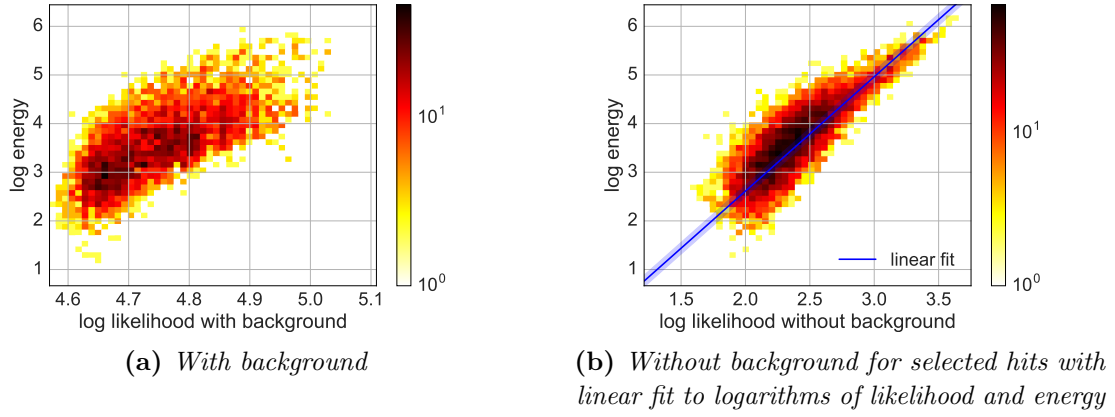 6
5
4
3
2
1
log energy
4.6 4.7 4.8 4.9 5.0 5.1
log likelihood with background
10^1
10^0
(a) With background
6
5
4
3
2
1
log energy
linear fit
1.5 2.0 2.5 3.0 3.5
log likelihood without background
10^1
10^0
(b) Without background for selected hits with
linear fit to logarithms of likelihood and energy